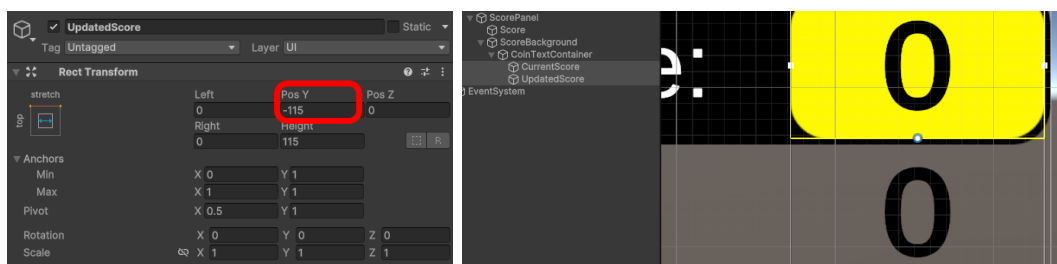 UpdatedScore Static
Tag Untagged Layer UI
Rect Transform
stretch Left Pos Y Pos Z
0 -115 0
top Right Height
0 115 R
Anchors
Min X 0 Y 1
Max X 1 Y 1
Pivot X 0.5 Y 1
Rotation X 0 Y 0 Z 0
Scale X 1 Y 1 Z 1
ScorePanel
Score
ScoreBackground
CoinTextContainer
CurrentScore
UpdatedScore
EventSystem
e: 0
0